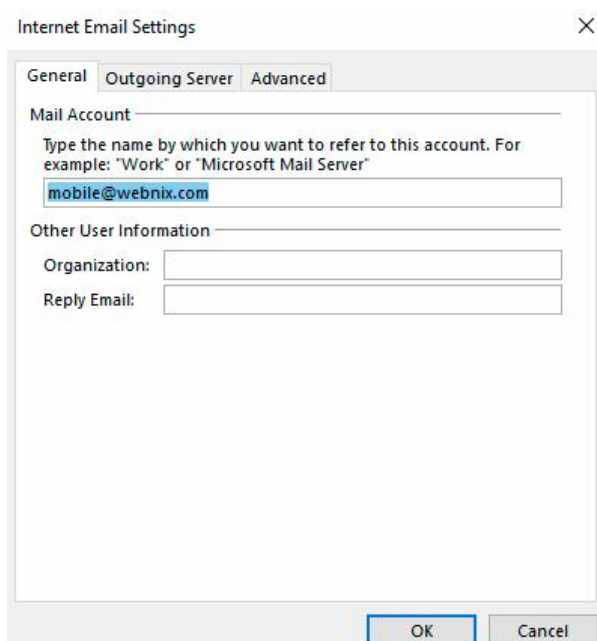 Internet Email Settings
General Outgoing Server Advanced
Mail Account
Type the name by which you want to refer to this account. For
example: "Work" or "Microsoft Mail Server"
mobile@webnix.com
Other User Information
Organization:
Reply Email:
OK Cancel